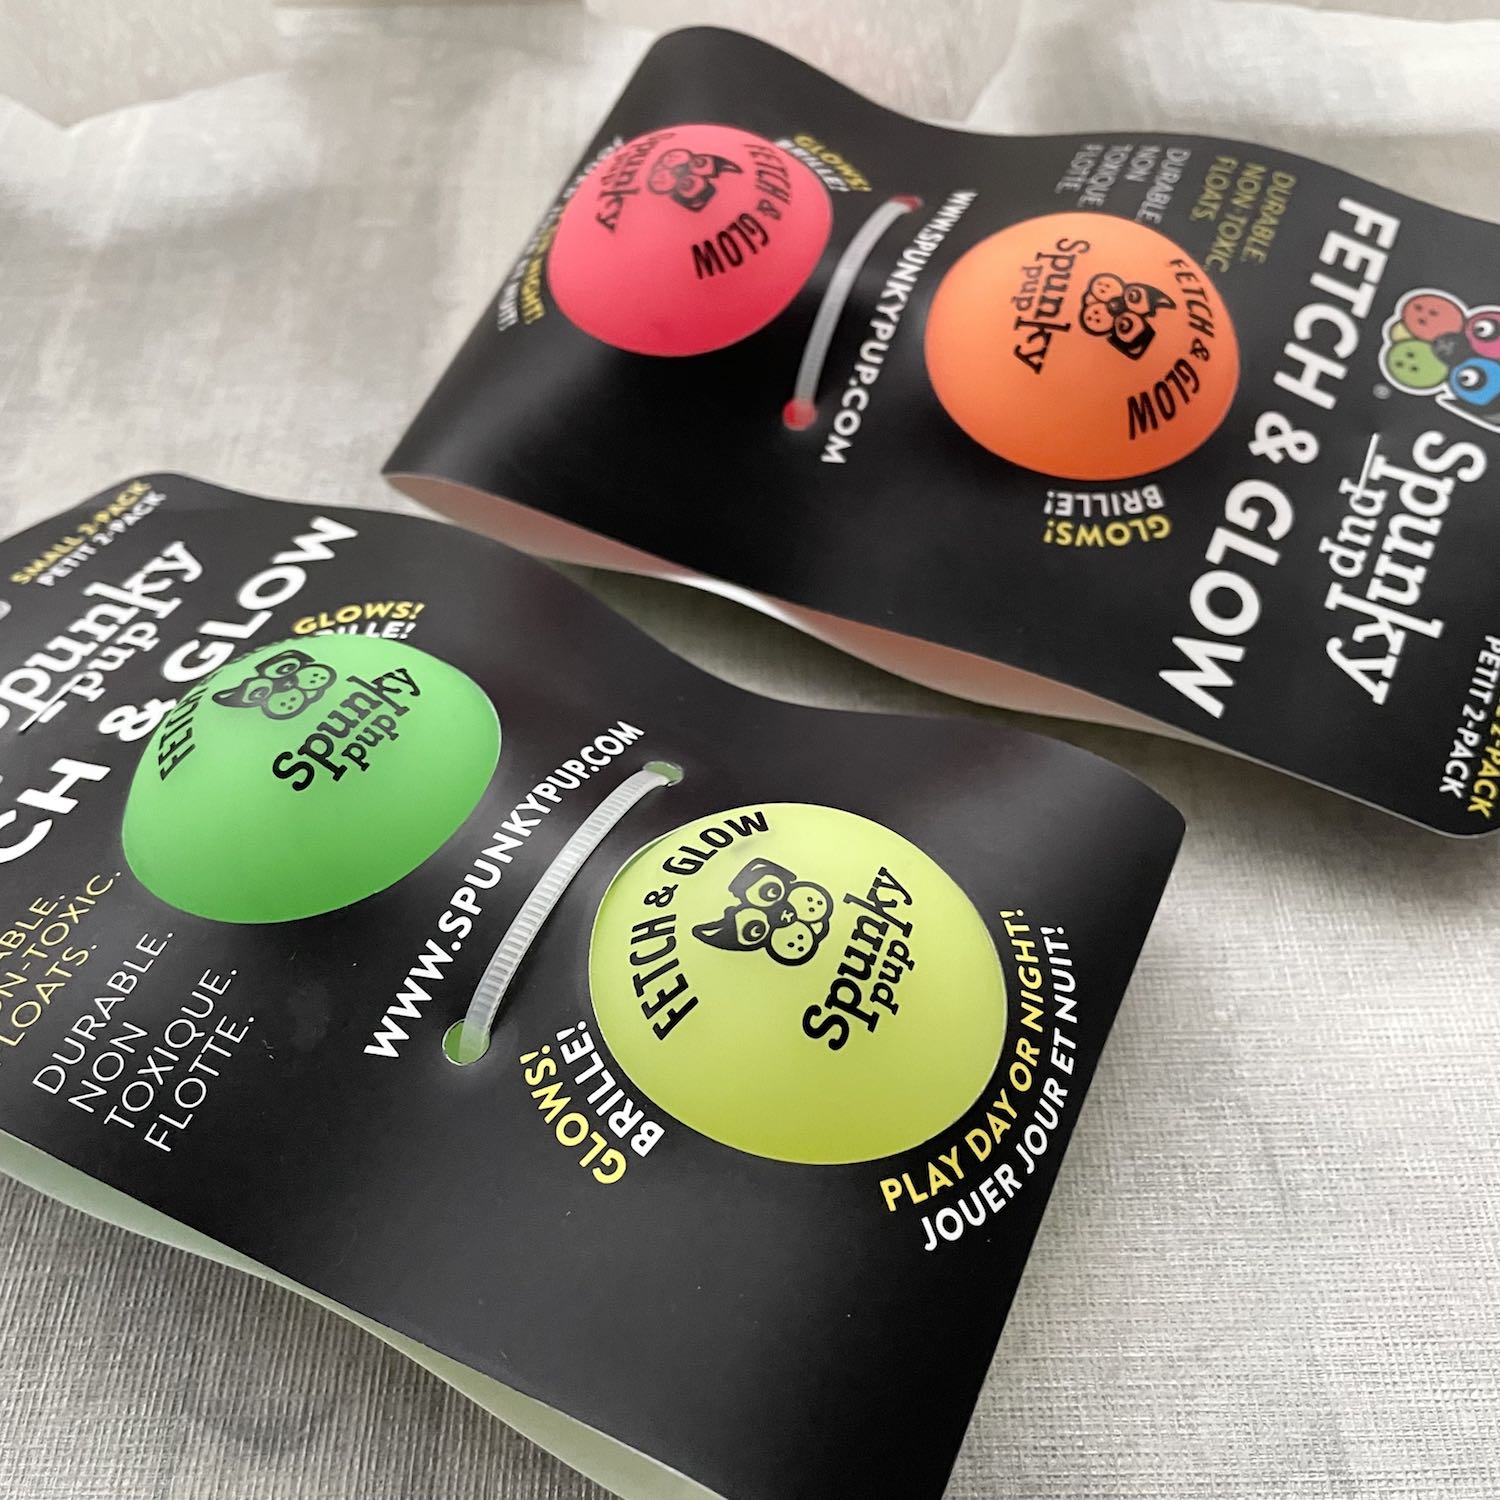 GLOWS!
BRILLE!
Spunky
pup
FETCH & GLOW
WWW.SPUNKYPUP.COM
DURABLE.
NON
TOXIQUE.
FLOTTE.
DURABLE.
NON-TOXIC.
FLOATS.
Spunky
pup
FETCH & GLOW
GLOWS!
BRILLE!
FETCH & GLOW
®
Spunky
pup
2-PACK
PETIT 2-PACK
SMALL 2-PACK
PETIT 2-PACK
Spunky
pup
& GLOW
GLOWS!
FETCH
Spunky
pup
DURABLE.
NON
TOXIQUE.
FLOTTE.
WWW.SPUNKYPUP.COM
FETCH & GLOW
Spunky
pup
GLOWS!
BRILLE!
PLAY DAY OR NIGHT!
JOUER JOUR ET NUIT!